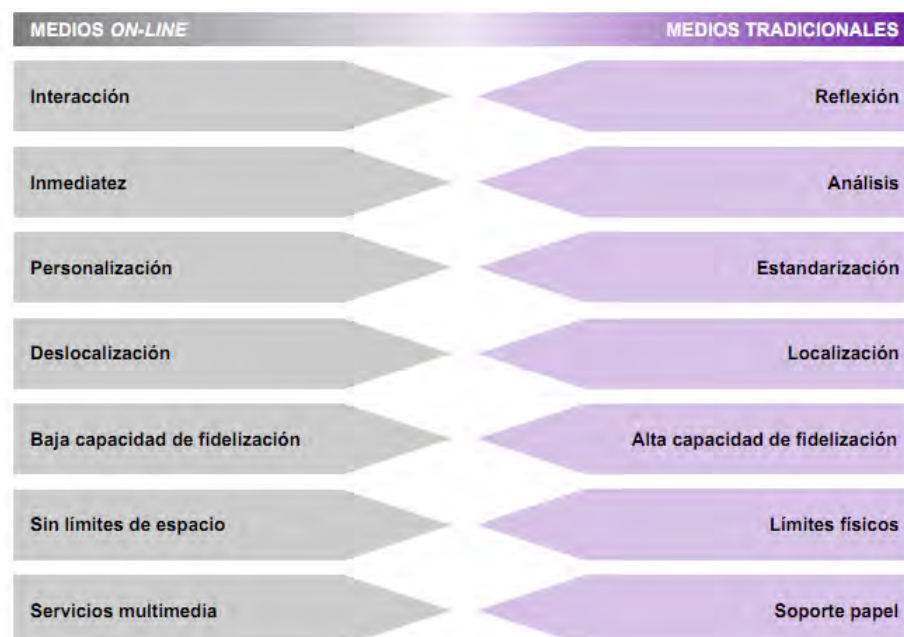 MEDIOS ON-LINE MEDIOS TRADICIONALES
Interacción Reflexión
Inmediatez Análisis
Personalización Estandarización
Deslocalización Localización
Baja capacidad de fidelización Alta capacidad de fidelización
Sin límites de espacio Límites físicos
Servicios multimedia Soporte papel